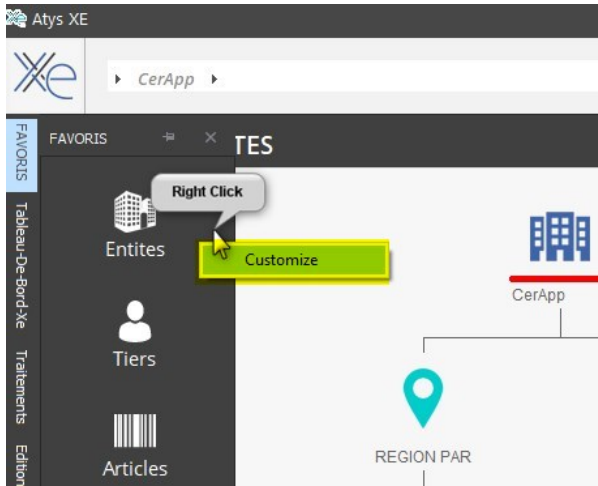 Atys XE
Xe
CerApp
FAVORIS
FAVORIS
TES
Right Click
Entites
Customize
Tableau-De-Bord-Xe
CerApp
Tiers
Traitements
REGION PAR
Articles
Edition